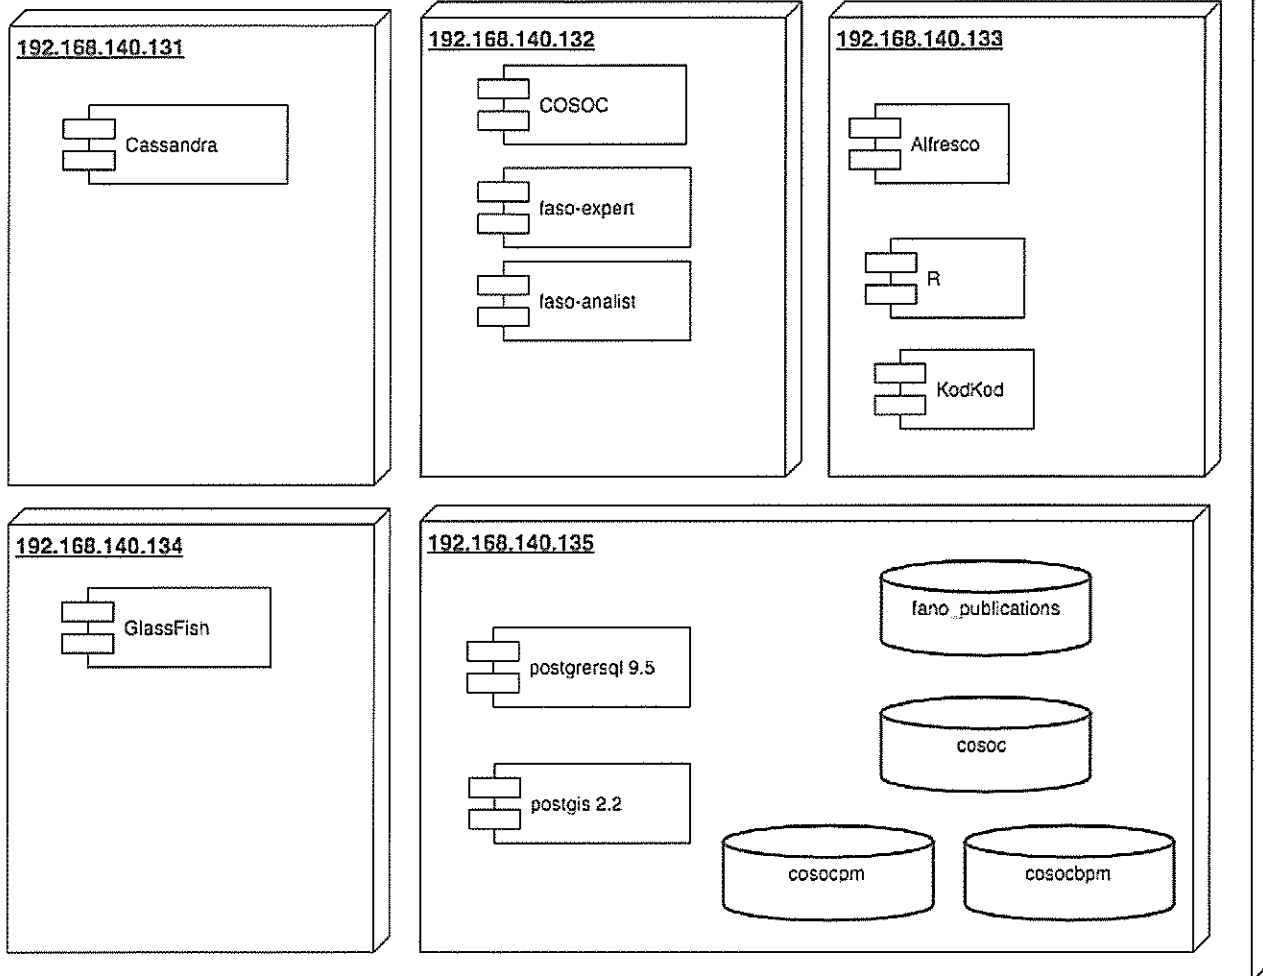 192.168.140.131
Cassandra
192.168.140.132
COSOC
faso-expert
faso-analist
192.168.140.133
Alfresco
R
KodKod
192.168.140.134
GlassFish
192.168.140.135
postgrersql 9.5
postgis 2.2
fano_publications
cosoc
cosocpm
cosocbpm